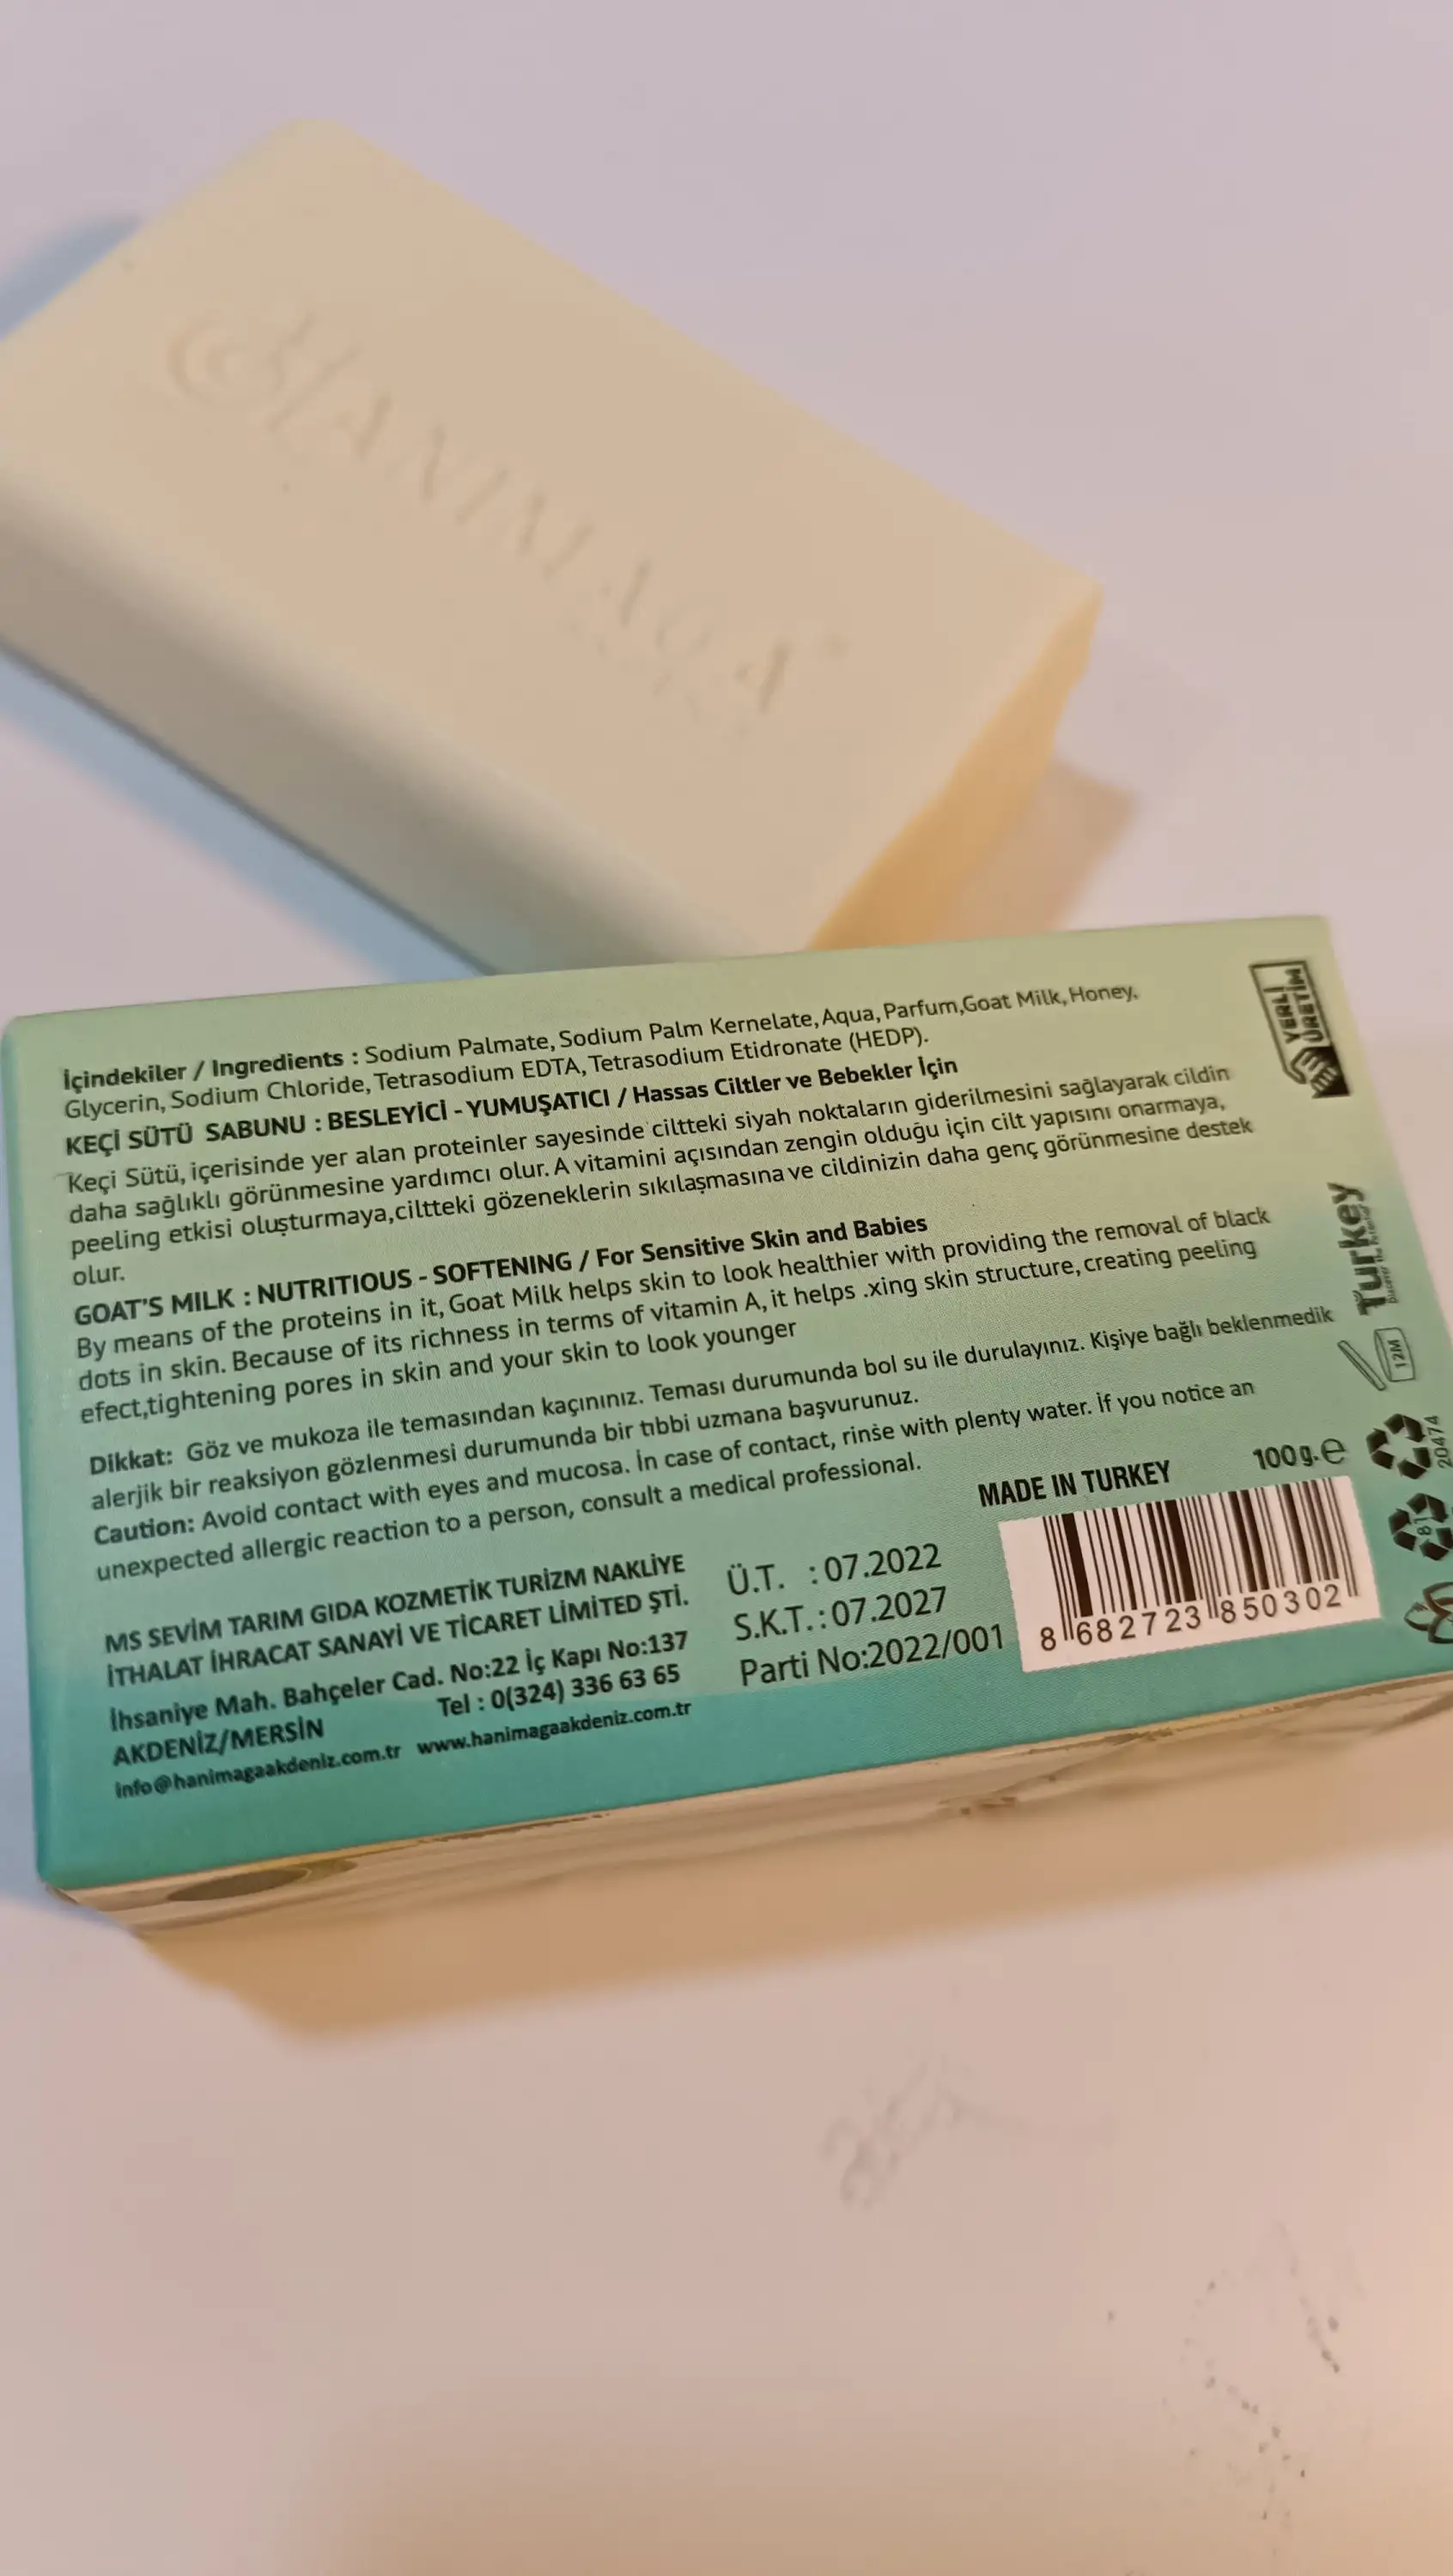 HANIMAĞA
İçindekiler / Ingredients : Sodium Palmate, Sodium Palm Kernelate, Aqua, Parfum,Goat Milk, Honey,
Glycerin, Sodium Chloride, Tetrasodium EDTA, Tetrasodium Etidronate (HEDP).
KEÇİ SÜTÜ SABUNU : BESLEYİCİ - YUMUŞATICI / Hassas Ciltler ve Bebekler İçin
Keçi Sütü, içerisinde yer alan proteinler sayesinde ciltteki siyah noktaların giderilmesini sağlayarak cildin
daha sağlıklı görünmesine yardımcı olur. A vitamini açısından zengin olduğu için cilt yapısını onarmaya,
peeling etkisi oluşturmaya,ciltteki gözeneklerin sıkılaşmasına ve cildinizin daha genç görünmesine destek
olur.
GOAT'S MILK : NUTRITIOUS - SOFTENING / For Sensitive Skin and Babies
By means of the proteins in it, Goat Milk helps skin to look healthier with providing the removal of black
dots in skin. Because of its richness in terms of vitamin A, it helps .xing skin structure, creating peeling
efect,tightening pores in skin and your skin to look younger
Dikkat: Göz ve mukoza ile temasından kaçınınız. Teması durumunda bol su ile durulayınız. Kişiye bağlı beklenmedik
alerjik bir reaksiyon gözlenmesi durumunda bir tıbbi uzmana başvurunuz.
Caution: Avoid contact with eyes and mucosa. İn case of contact, rinse with plenty water. İf you notice an
unexpected allergic reaction to a person, consult a medical professional.
MS SEVİM TARIM GIDA KOZMETİK TURİZM NAKLİYE
İTHALAT İHRACAT SANAYİ VE TİCARET LİMİTED ŞTİ.
İhsaniye Mah. Bahçeler Cad. No:22 İç Kapı No:137
AKDENİZ/MERSİN Tel : 0(324) 336 63 65
info@hanimagaakdeniz.com.tr www.hanimagaakdeniz.com.tr
Ü.T. : 07.2022
S.K.T. : 07.2027
Parti No:2022/001
MADE IN TURKEY
100 g. ℮
8 682723 850302
YERLİ
ÜRETİM
Turkey
12M
20474
81